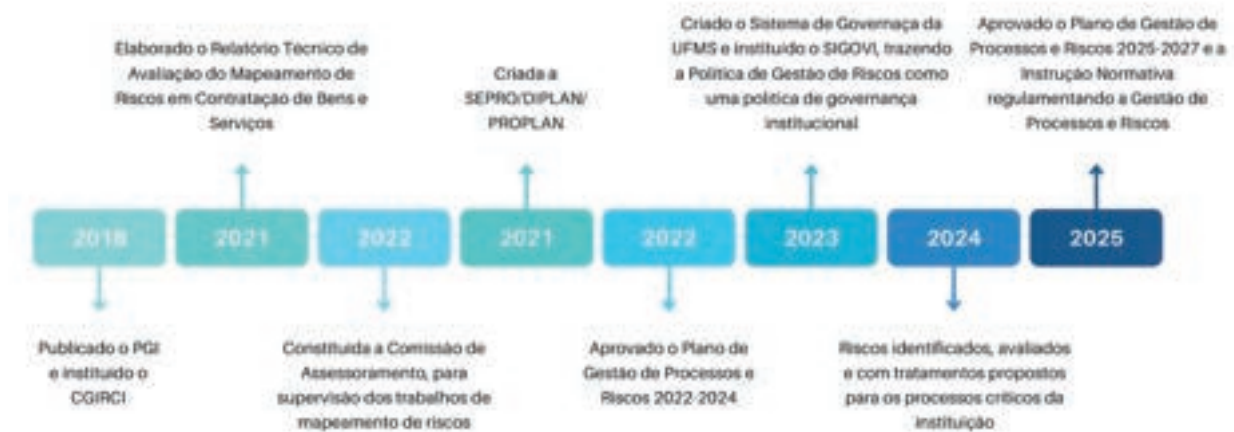 Elaborado o Relatório Técnico de
Avaliação do Mapeamento de
Riscos em Contratação de Bens e
Serviços
Criada a
SEPRO/DIPLAN/
PROPLAN
Criado o Sistema de Governaça da
UFMS e instituído o SIGOVI, trazendo
a Política de Gestão de Riscos como
uma política de governança
institucional
Aprovado o Plano de Gestão de
Processos e Riscos 2025-2027 e a
Instrução Normativa
regulamentando a Gestão de
Processos e Riscos
2018
2021
2022
2021
2022
2023
2024
2025
Publicado o PGI
e instituído o
CGIRCI
Constituída a Comissão de
Assessoramento, para
supervisão dos trabalhos de
mapeamento de riscos
Aprovado o Plano de
Gestão de Processos e
Riscos 2022-2024
Riscos identificados, avaliados
e com tratamentos propostos
para os processos críticos da
instituição